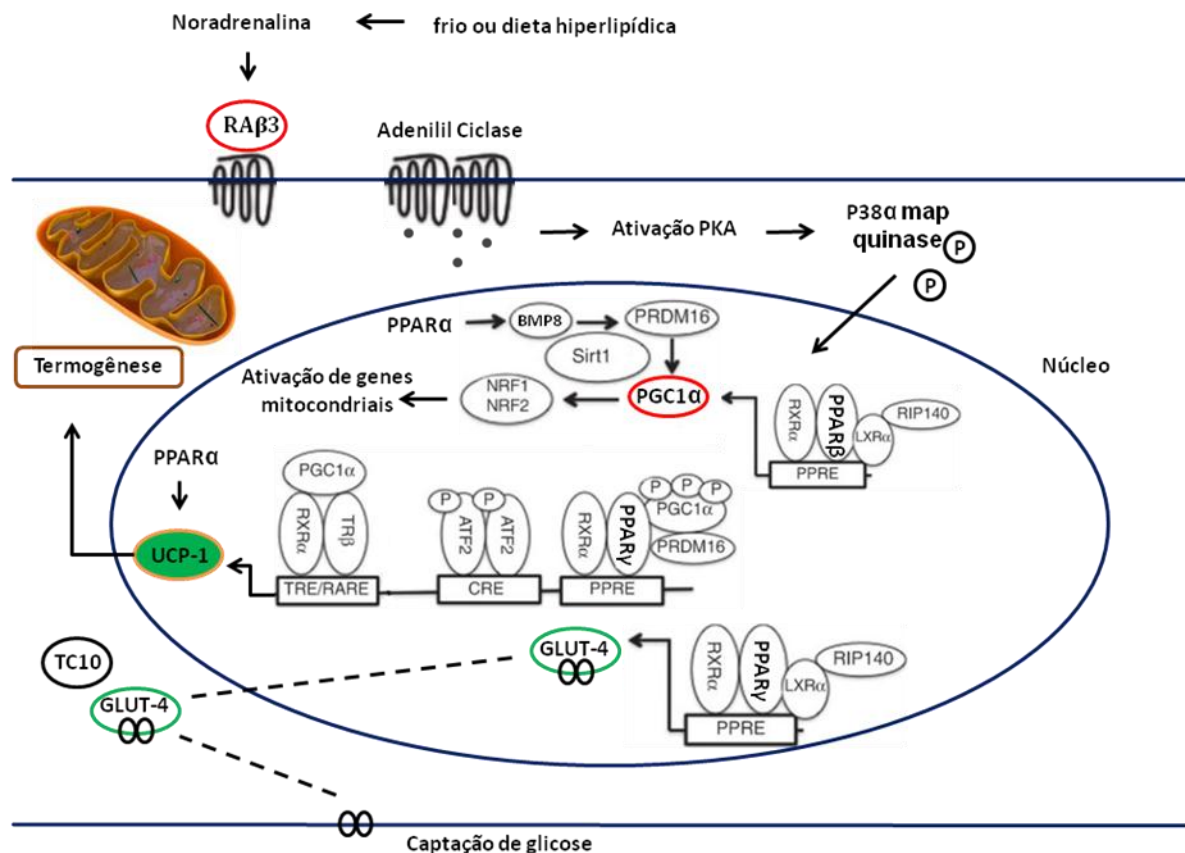 Noradrenalina
frio ou dieta hiperlipídica
RAβ3
Adenilil Ciclase
Ativação PKA
P38α map
quinase
P
P
Termogênese
Núcleo
PPARα
BMP8
PRDM16
Sirt1
Ativação de genes
mitocondriais
NRF1
NRF2
PGC1α
RXRα
PPARβ
LXRα
RIP140
PPRE
PPARα
UCP-1
PGC1α
RXRα
TRβ
TRE/RARE
P
P
ATF2
ATF2
CRE
RXRα
PPARγ
P
P
P
PGC1α
PRDM16
PPRE
TC10
GLUT-4
GLUT-4
RXRα
PPARγ
LXRα
RIP140
PPRE
Captação de glicose